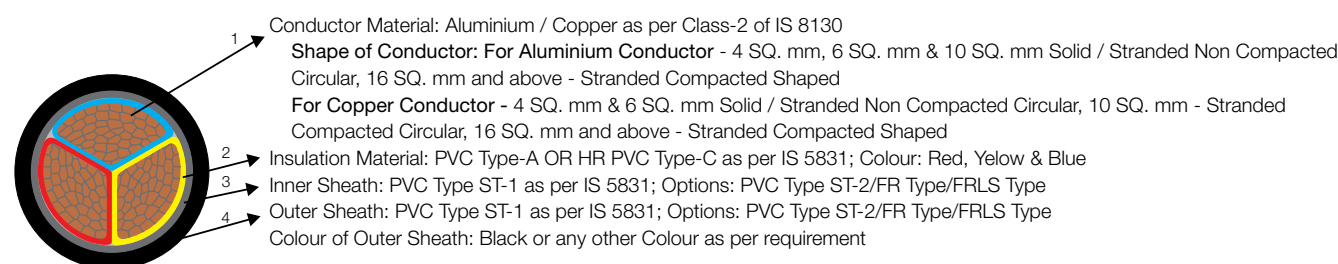 Conductor Material: Aluminium / Copper as per Class-2 of IS 8130
1
Shape of Conductor: For Aluminium Conductor - 4 SQ. mm, 6 SQ. mm & 10 SQ. mm Solid / Stranded Non Compacted
Circular, 16 SQ. mm and above - Stranded Compacted Shaped
For Copper Conductor - 4 SQ. mm & 6 SQ. mm Solid / Stranded Non Compacted Circular, 10 SQ. mm - Stranded
Compacted Circular, 16 SQ. mm and above - Stranded Compacted Shaped
2 Insulation Material: PVC Type-A OR HR PVC Type-C as per IS 5831; Colour: Red, Yelow & Blue
3 Inner Sheath: PVC Type ST-1 as per IS 5831; Options: PVC Type ST-2/FR Type/FRLS Type
4 Outer Sheath: PVC Type ST-1 as per IS 5831; Options: PVC Type ST-2/FR Type/FRLS Type
Colour of Outer Sheath: Black or any other Colour as per requirement